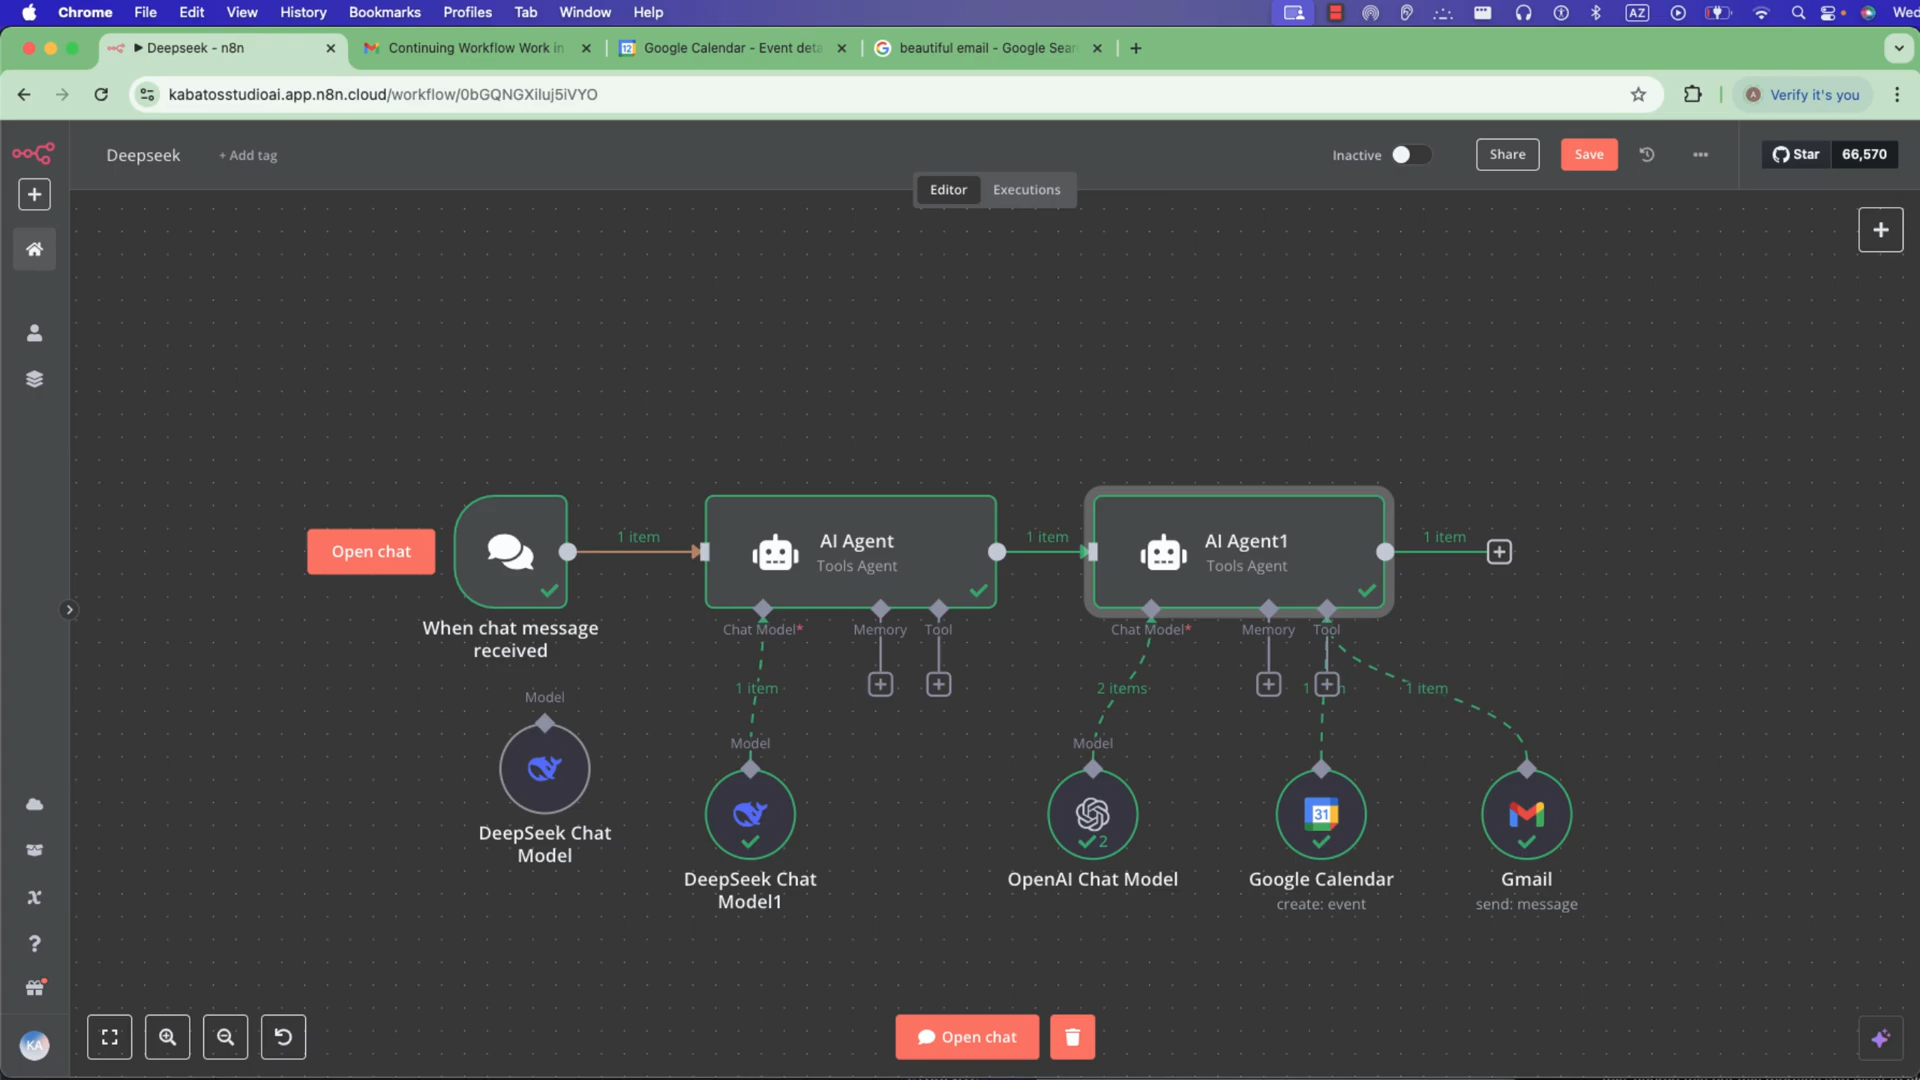 Chrome File Edit View History Bookmarks Profiles Tab Window Help AZ Wed
Deepseek - n8n Continuing Workflow Work in Google Calendar - Event deta beautiful email - Google Sear
kabatosstudioai.app.n8n.cloud/workflow/0bGQNGXiluj5iVYO A Verify it's you
Deepseek + Add tag Inactive Share Save Star 66,570
Editor Executions
1 item 1 item 1 item
Open chat
AI Agent
Tools Agent
AI Agent1
Tools Agent
When chat message
received
Chat Model* Memory Tool Chat Model* Memory Tool
1 item 2 items 1 item
Model
DeepSeek Chat
Model
Model
DeepSeek Chat
Model1
Model
2
OpenAI Chat Model
31
Google Calendar
create: event
Gmail
send: message
KA
Open chat